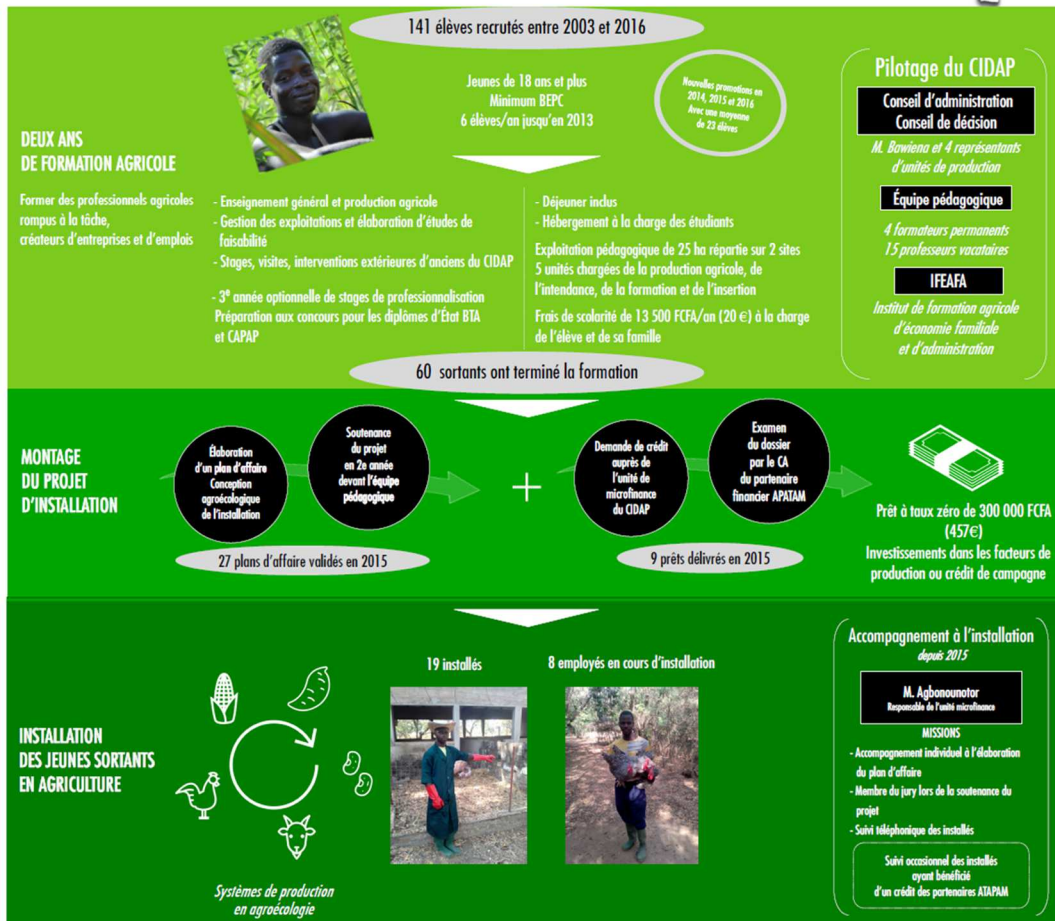 141 élèves recrutés entre 2003 et 2016
Jeunes de 18 ans et plus
Minimum BEPC
6 élèves/an jusqu'en 2013
Nouvelles promotions en
2014, 2015 et 2016
Avec une moyenne
de 23 élèves
DEUX ANS
DE FORMATION AGRICOLE
Former des professionnels agricoles
rompus à la tâche,
créateurs d'entreprises et d'emplois
- Enseignement général et production agricole
- Gestion des exploitations et élaboration d'études de
faisabilité
- Stages, visites, interventions extérieures d'anciens du CIDAP
- 3e année optionnelle de stages de professionnalisation
Préparation aux concours pour les diplômes d'État BTA
et CAPAP
- Déjeuner inclus
- Hébergement à la charge des étudiants
Exploitation pédagogique de 25 ha répartie sur 2 sites
5 unités chargées de la production agricole, de
l'intendance, de la formation et de l'insertion
Frais de scolarité de 13 500 FCFA/an (20 €) à la charge
de l'élève et de sa famille
Pilotage du CIDAP
Conseil d'administration
Conseil de décision
M. Bawiena et 4 représentants
d'unités de production
Équipe pédagogique
4 formateurs permanents
15 professeurs vacataires
IFEAFA
Institut de formation agricole
d'économie familiale
et d'administration
60 sortants ont terminé la formation
MONTAGE
DU PROJET
D'INSTALLATION
Élaboration
d'un plan d'affaire
Conception
agroécologique
de l'installation
Soutenance
du projet
en 2e année
devant l'équipe
pédagogique
27 plans d'affaire validés en 2015
+
Demande de crédit
auprès de
l'unité de
microfinance
du CIDAP
Examen
du dossier
par le CA
du partenaire
financier APATAM
9 prêts délivrés en 2015
Prêt à taux zéro de 300 000 FCFA
(457€)
Investissements dans les facteurs de
production ou crédit de campagne
INSTALLATION
DES JEUNES SORTANTS
EN AGRICULTURE
Systèmes de production
en agroécologie
19 installés
8 employés en cours d'installation
Accompagnement à l'installation
depuis 2015
M. Agbonounotor
Responsable de l'unité microfinance
MISSIONS
- Accompagnement individuel à l'élaboration
du plan d'affaire
- Membre du jury lors de la soutenance du
projet
- Suivi téléphonique des installés
Suivi occasionnel des installés
ayant bénéficié
d'un crédit des partenaires ATAPAM